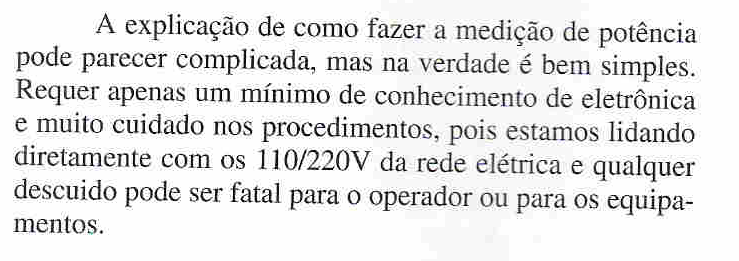 A explicação de como fazer a medição de potência
pode parecer complicada, mas na verdade é bem simples.
Requer apenas um mínimo de conhecimento de eletrônica
e muito cuidado nos procedimentos, pois estamos lidando
diretamente com os 110/220V da rede elétrica e qualquer
descuido pode ser fatal para o operador ou para os equipa-
mentos.